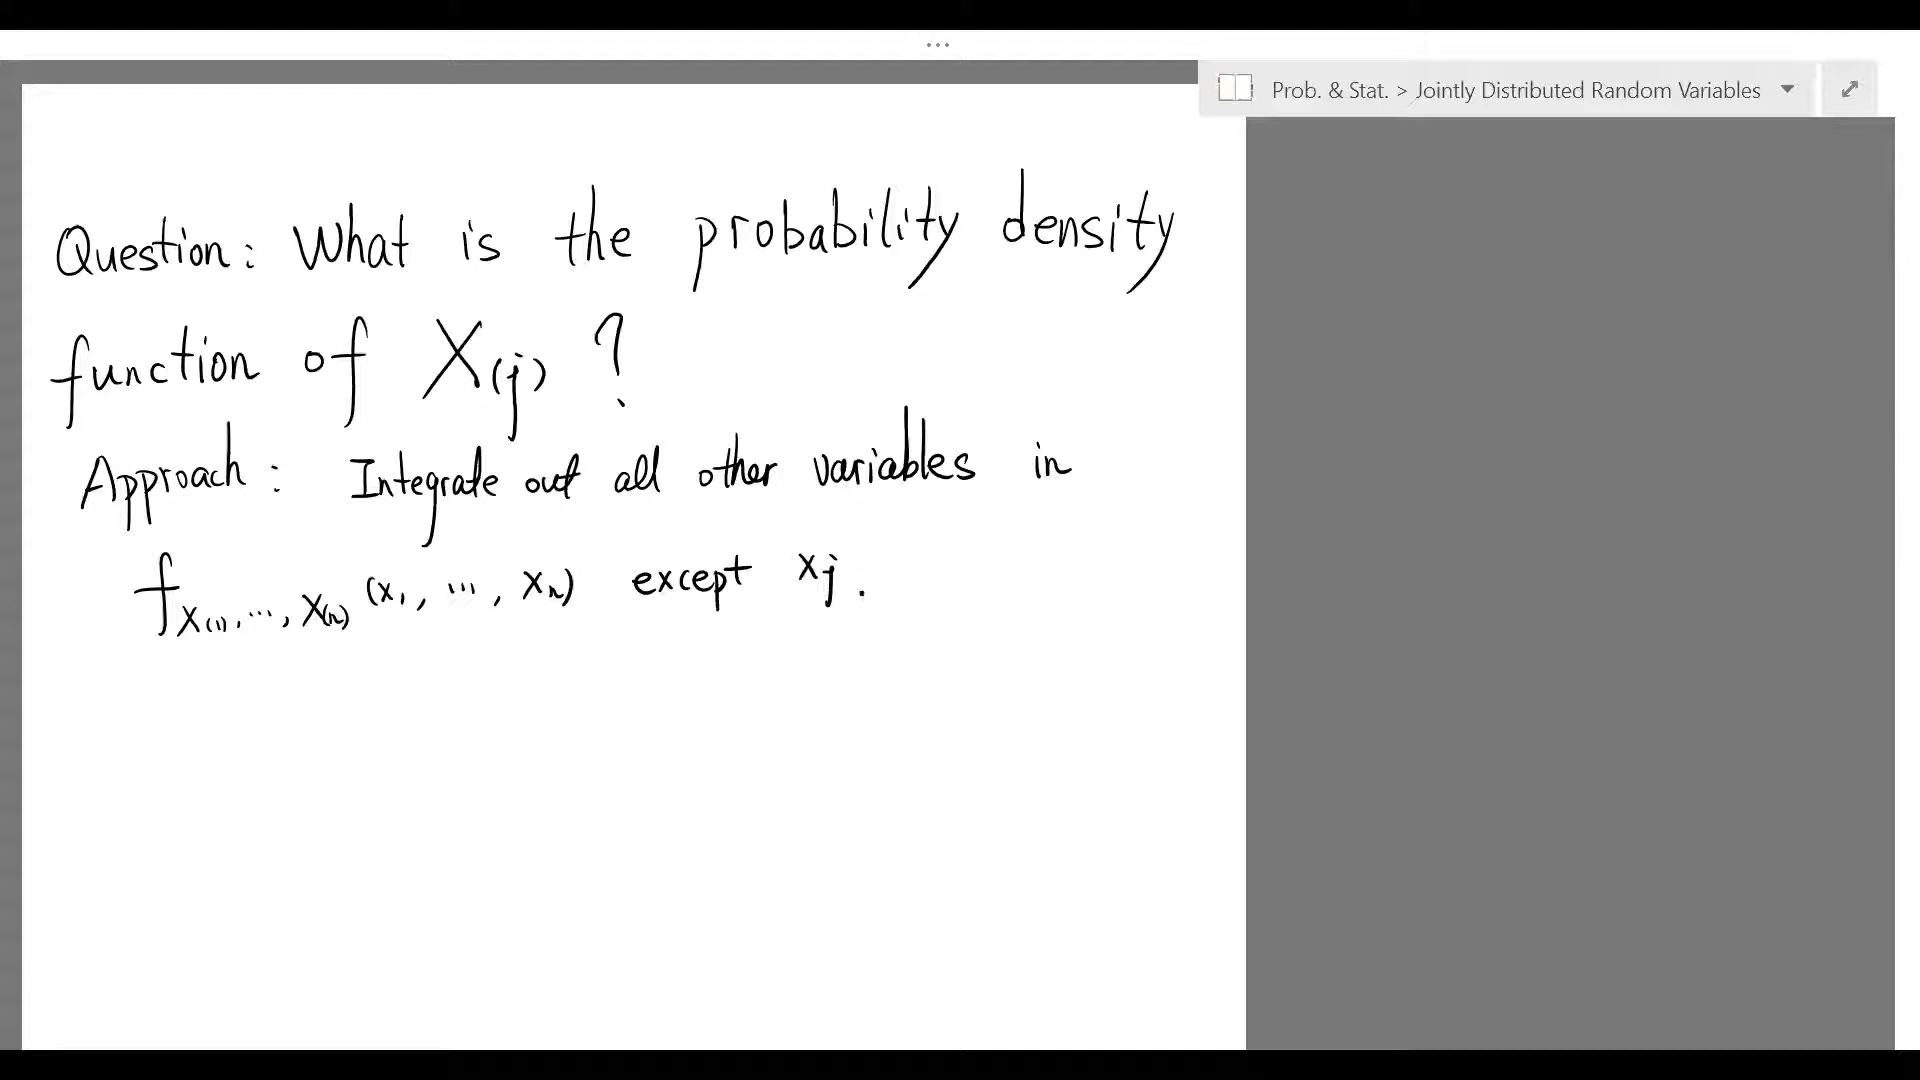 ...
Prob. & Stat. > Jointly Distributed Random Variables
Question: What is the probability density
function of X(j) ?
Approach: Integrate out all other variables in
f X(1), ..., X(n) (x1, ..., xn) except xj.